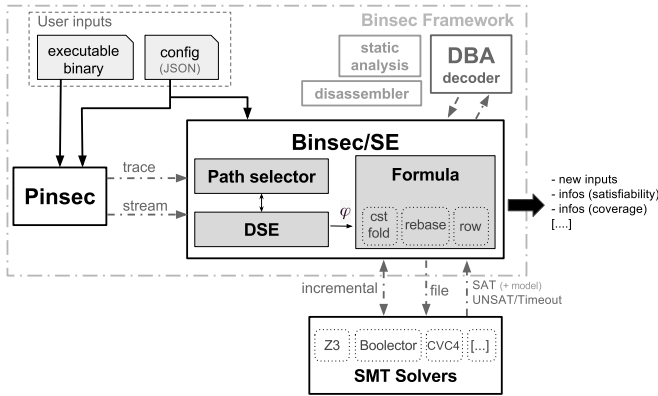 User inputs
Binsec Framework
executable
binary
config
(JSON)
static
analysis
disassembler
DBA
decoder
Binsec/SE
Pinsec
trace
stream
Path selector
DSE
φ
Formula
cst
fold
rebase
row
- new inputs
- infos (satisfiability)
- infos (coverage)
[....]
incremental
file
SAT (+ model)
UNSAT/Timeout
Z3
Boolector
CVC4
[...]
SMT Solvers